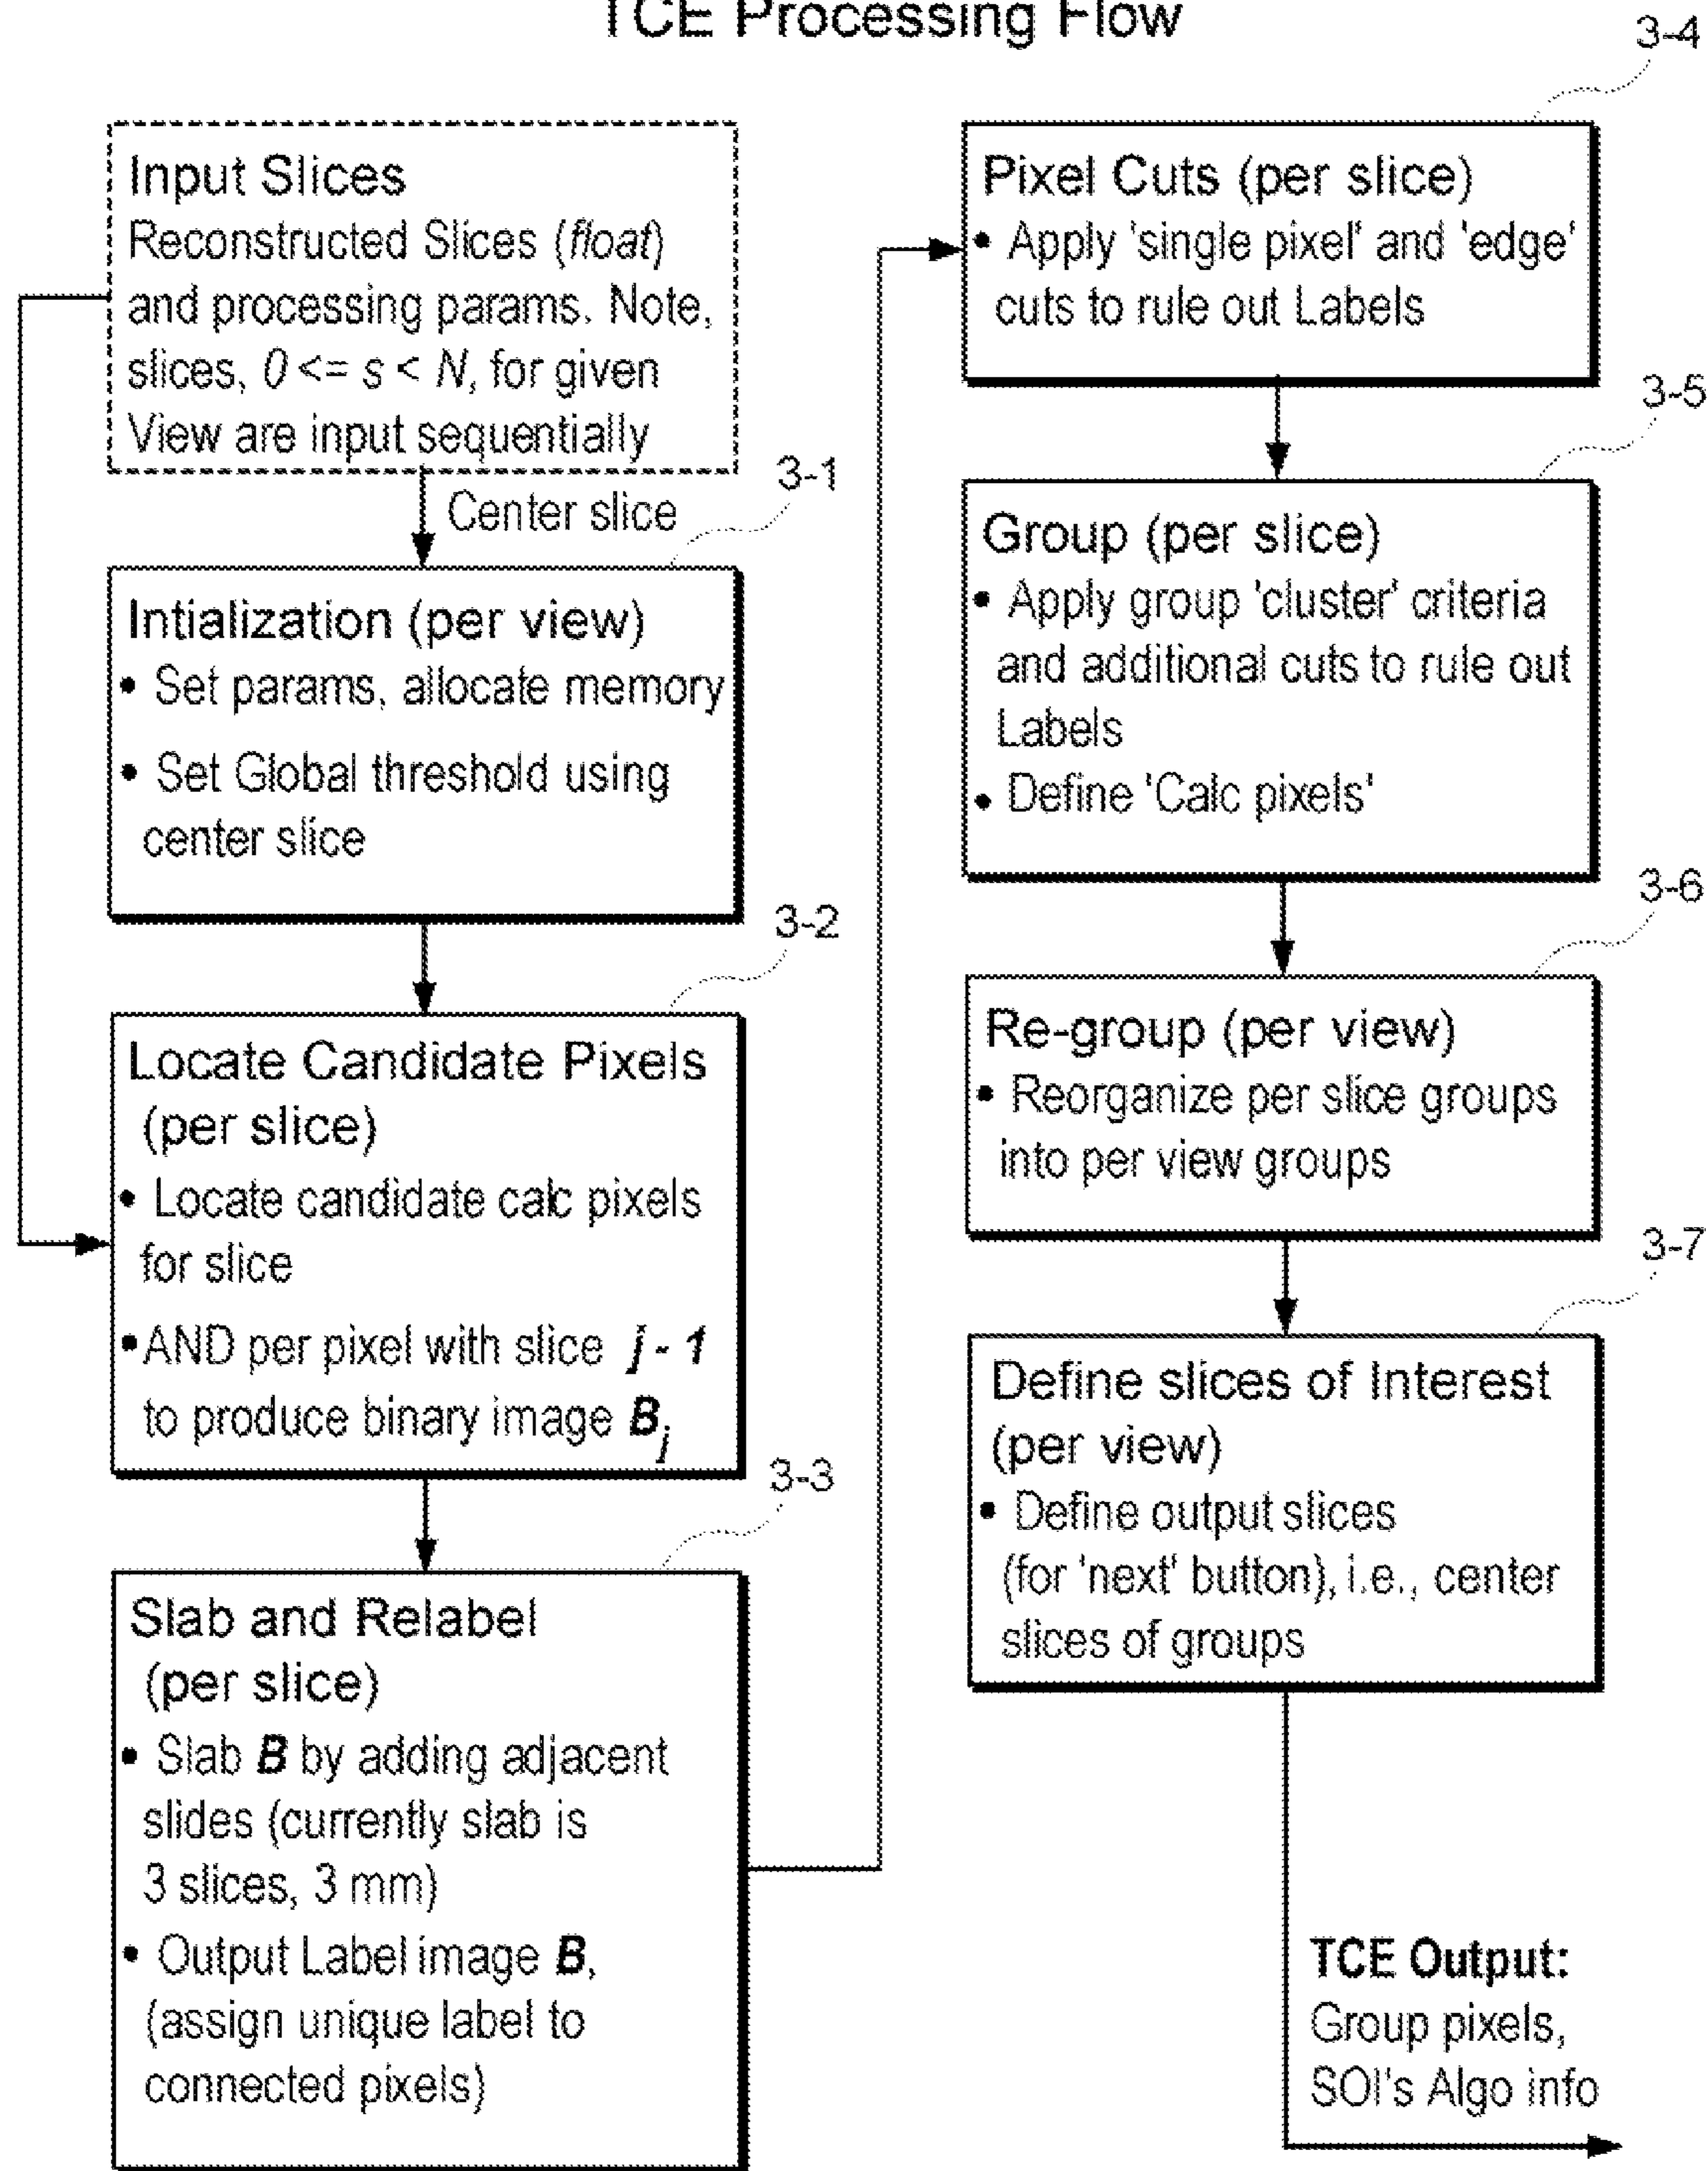 TCE Processing Flow
Input Slices
Reconstructed Slices (float)
and processing params. Note,
slices, 0 <= s < N, for given
View are input sequentially
Center slice
3-1
Intialization (per view)
• Set params, allocate memory
• Set Global threshold using
center slice
3-2
Locate Candidate Pixels
(per slice)
• Locate candidate calc pixels
for slice
• AND per pixel with slice j - 1
to produce binary image Bj
3-3
Slab and Relabel
(per slice)
• Slab B by adding adjacent
slides (currently slab is
3 slices, 3 mm)
• Output Label image B,
(assign unique label to
connected pixels)
3-4
Pixel Cuts (per slice)
• Apply 'single pixel' and 'edge'
cuts to rule out Labels
3-5
Group (per slice)
• Apply group 'cluster' criteria
and additional cuts to rule out
Labels
• Define 'Calc pixels'
3-6
Re-group (per view)
• Reorganize per slice groups
into per view groups
3-7
Define slices of Interest
(per view)
• Define output slices
(for 'next' button), i.e., center
slices of groups
TCE Output:
Group pixels,
SOI's Algo info